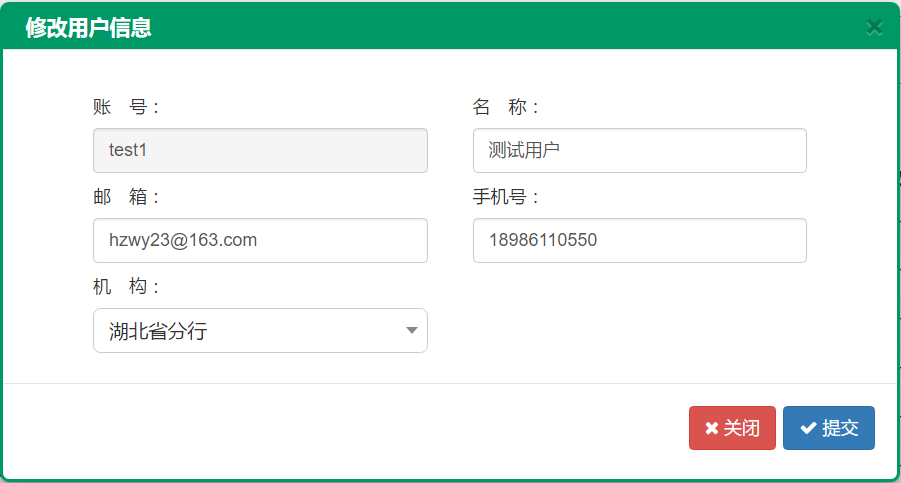 修改用户信息
账 号： 名 称：
test1 测试用户
邮 箱： 手机号：
hzwy23@163.com 18986110550
机 构：
湖北省分行
关闭 提交